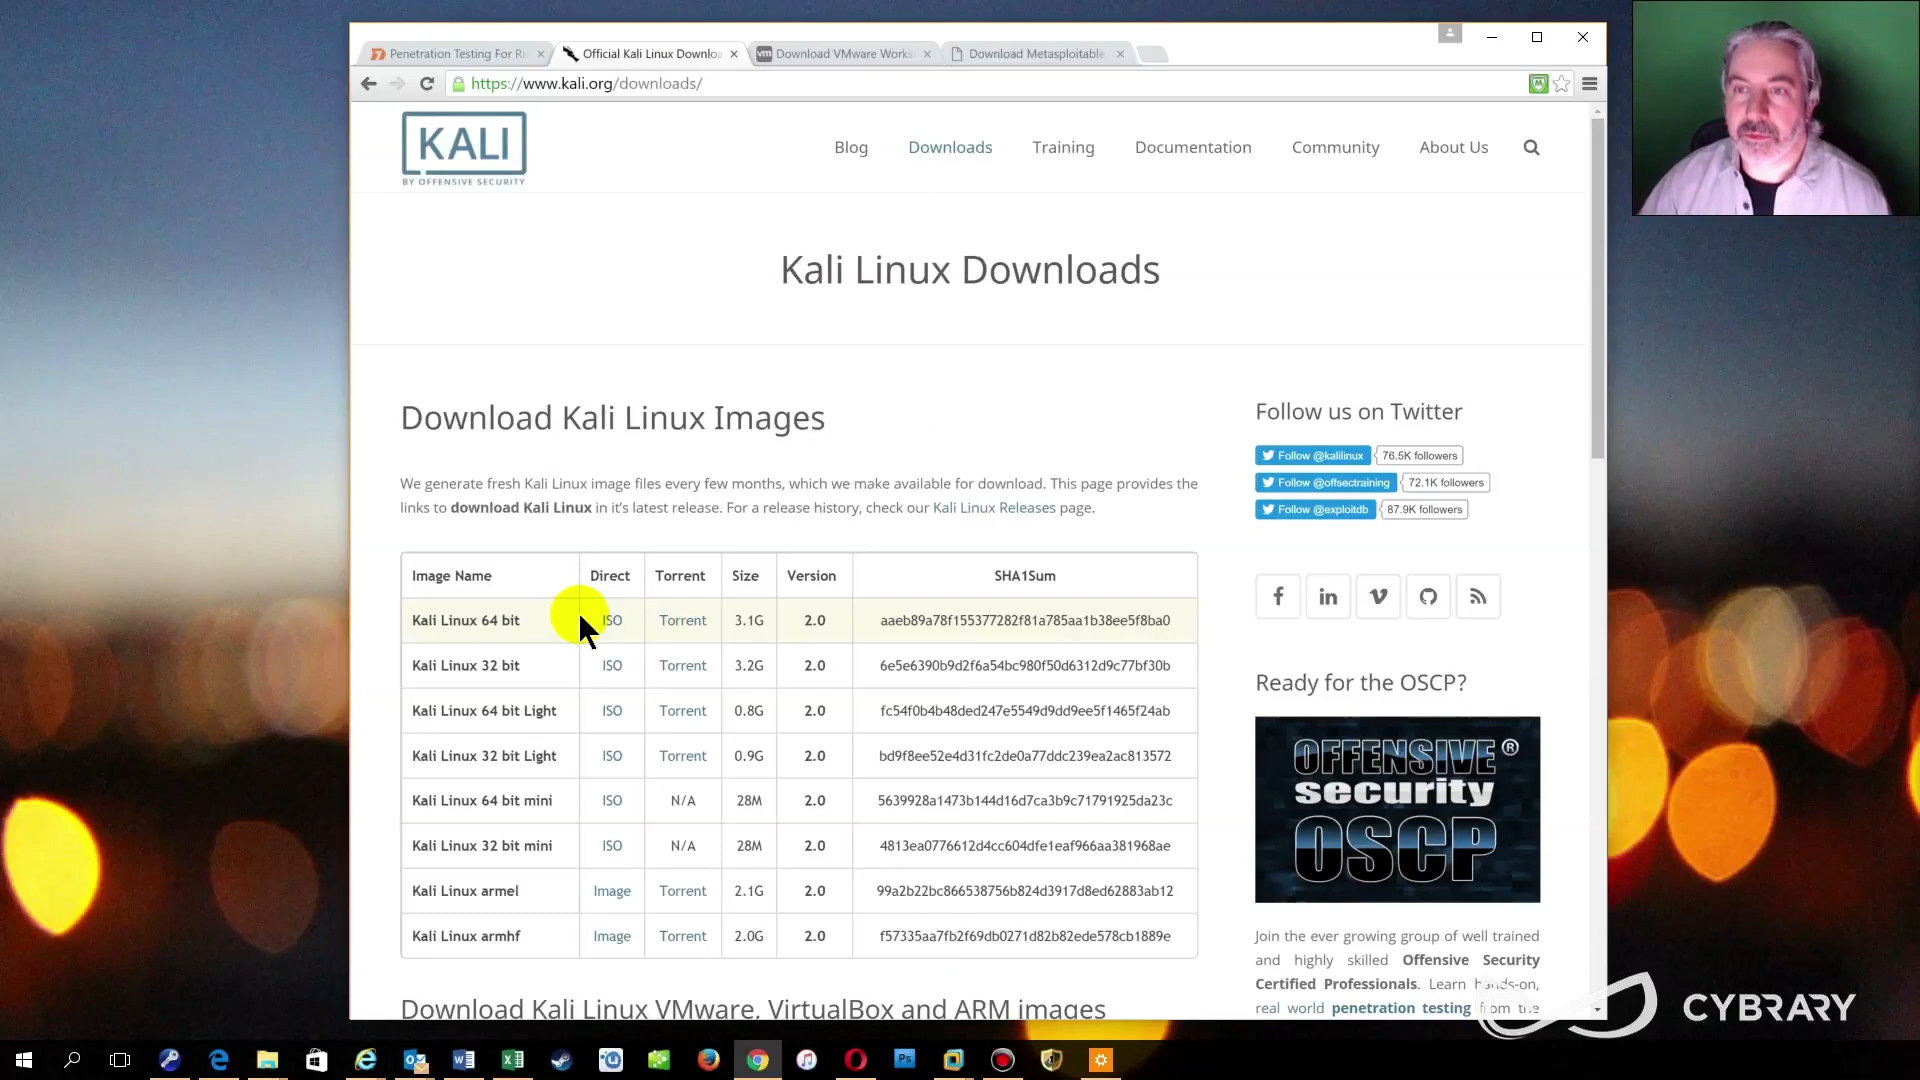 Penetration Testing For Ri
Official Kali Linux Downloa
Download VMware Works
Download Metasploitable
https://www.kali.org/downloads/
KALI
BY OFFENSIVE SECURITY
Blog
Downloads
Training
Documentation
Community
About Us
Kali Linux Downloads
Download Kali Linux Images
We generate fresh Kali Linux image files every few months, which we make available for download. This page provides the
links to download Kali Linux in it's latest release. For a release history, check our Kali Linux Releases page.
Image Name Direct Torrent Size Version SHA1Sum
Kali Linux 64 bit ISO Torrent 3.1G 2.0 aaeb89a78f155377282f81a785aa1b38ee5f8ba0
Kali Linux 32 bit ISO Torrent 3.2G 2.0 6e5e6390b9d2f6a54bc980f50d6312d9c77bf30b
Kali Linux 64 bit Light ISO Torrent 0.8G 2.0 fc54f0b4b48ded247e5549d9dd9ee5f1465f24ab
Kali Linux 32 bit Light ISO Torrent 0.9G 2.0 bd9f8ee52e4d31fc2de0a77ddc239ea2ac813572
Kali Linux 64 bit mini ISO N/A 28M 2.0 5639928a1473b144d16d7ca3b9c71791925da23c
Kali Linux 32 bit mini ISO N/A 28M 2.0 4813ea0776612d4cc604dfe1eaf966aa381968ae
Kali Linux armel Image Torrent 2.1G 2.0 99a2b22bc866538756b824d3917d8ed62883ab12
Kali Linux armhf Image Torrent 2.0G 2.0 f57335aa7fb2f69db0271d82b82ede578cb1889e
Download Kali Linux VMware, VirtualBox and ARM images
Follow us on Twitter
Follow @kalilinux 76.5K followers
Follow @offsectraining 72.1K followers
Follow @exploitdb 87.9K followers
Ready for the OSCP?
OFFENSIVE®
security
OSCP
Join the ever growing group of well trained
and highly skilled Offensive Security
Certified Professionals. Learn hands-on,
real world penetration testing from the
CYBRARY